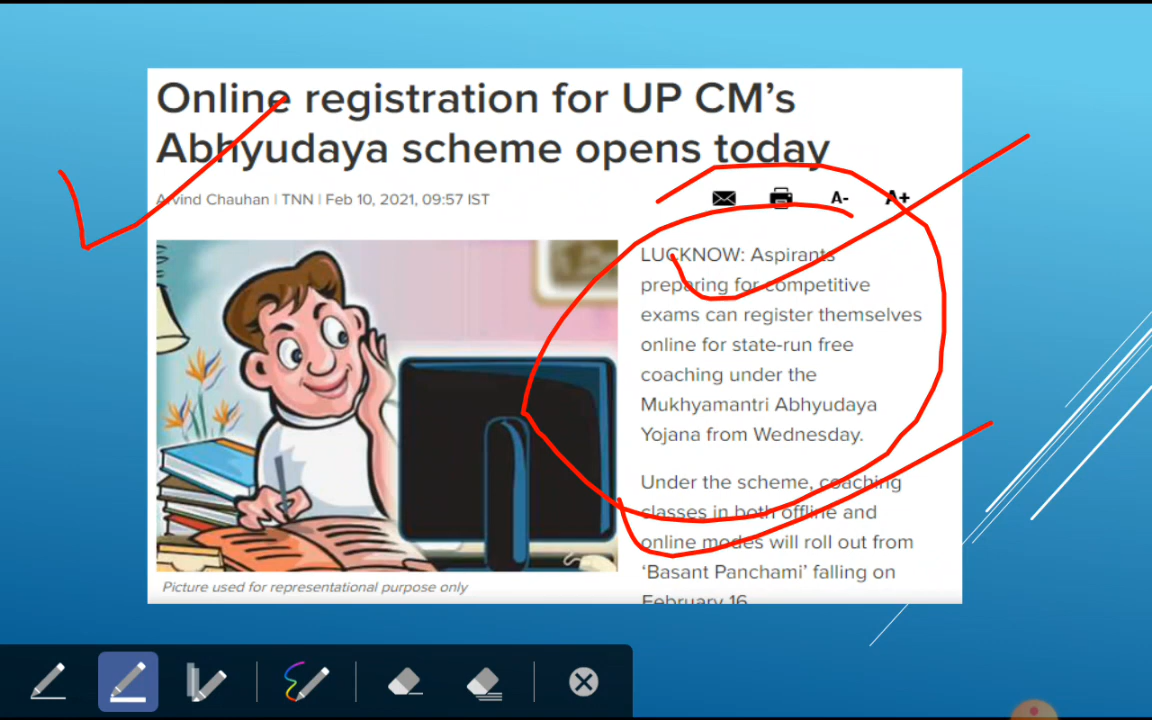 Online registration for UP CM's
Abhyudaya scheme opens today
Arvind Chauhan | TNN | Feb 10, 2021, 09:57 IST
A-
A+
LUCKNOW: Aspirants
preparing for competitive
exams can register themselves
online for state-run free
coaching under the
Mukhyamantri Abhyudaya
Yojana from Wednesday.
Under the scheme, coaching
classes in both offline and
online modes will roll out from
‘Basant Panchami’ falling on
February 16
Picture used for representational purpose only